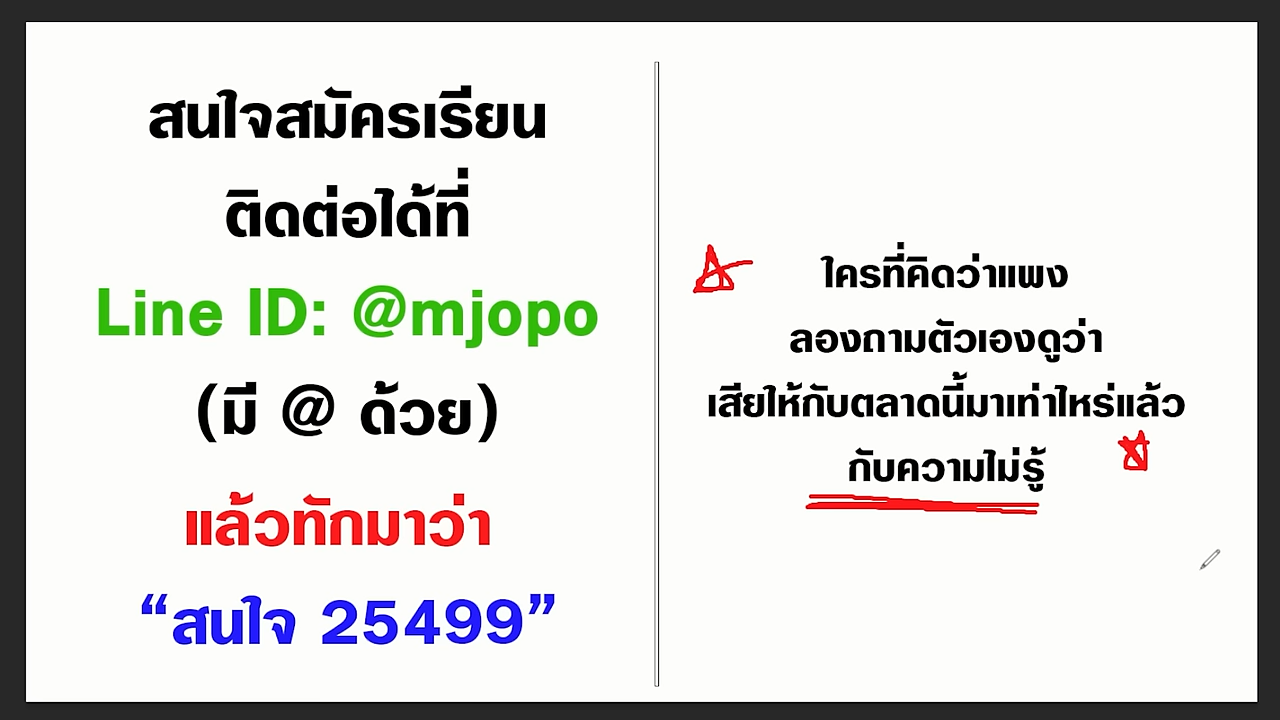 สนใจสมัครเรียน
ติดต่อได้ที่
Line ID: @mjopo
(มี @ ด้วย)
แล้วทักมาว่า
“สนใจ 25499”
ใครที่คิดว่าแพง
ลองถามตัวเองดูว่า
เสียให้กับตลาดนี้มาเท่าไหร่แล้ว
กับความไม่รู้